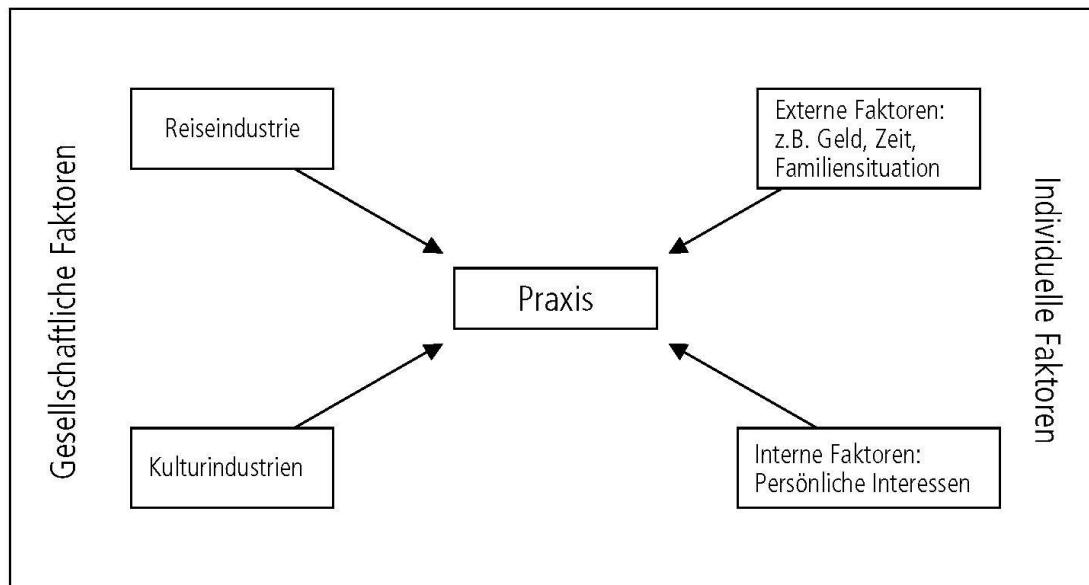 Gesellschaftliche Faktoren
Reiseindustrie
Kulturindustrien
Praxis
Externe Faktoren:
z.B. Geld, Zeit,
Familiensituation
Interne Faktoren:
Persönliche Interessen
Individuelle Faktoren